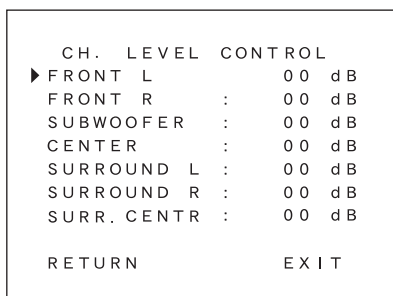 CH. LEVEL CONTROL
FRONT L 00 dB
FRONT R : 00 dB
SUBWOOFER : 00 dB
CENTER : 00 dB
SURROUND L : 00 dB
SURROUND R : 00 dB
SURR. CENTR : 00 dB
RETURN EXIT